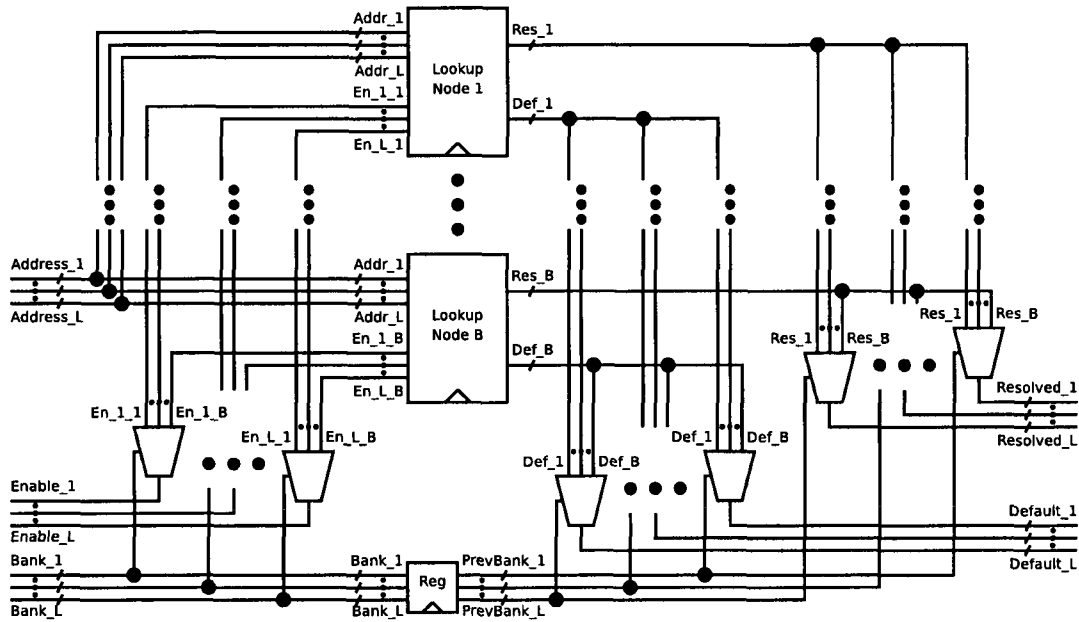 Addr_1
Addr_L
En_1_1
En_L_1
Lookup
Node 1
Res_1
Def_1
Address_1
Address_L
Addr_1
Addr_L
En_1_B
En_L_B
Lookup
Node B
Res_B
Def_B
Res_1 Res_B
Res_1 Res_B
Resolved_1
Resolved_L
En_1_1 En_1_B
En_L_1 En_L_B
Def_1 Def_B
Def_1 Def_B
Enable_1
Enable_L
Default_1
Default_L
Bank_1
Bank_L
Bank_1
Bank_L
Reg
PrevBank_1
PrevBank_L